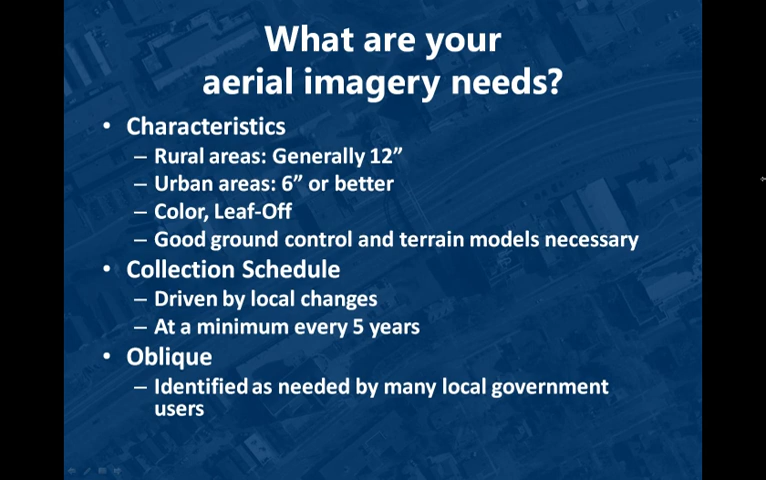 What are your
aerial imagery needs?
• Characteristics
– Rural areas: Generally 12”
– Urban areas: 6” or better
– Color, Leaf-Off
– Good ground control and terrain models necessary
• Collection Schedule
– Driven by local changes
– At a minimum every 5 years
• Oblique
– Identified as needed by many local government
users